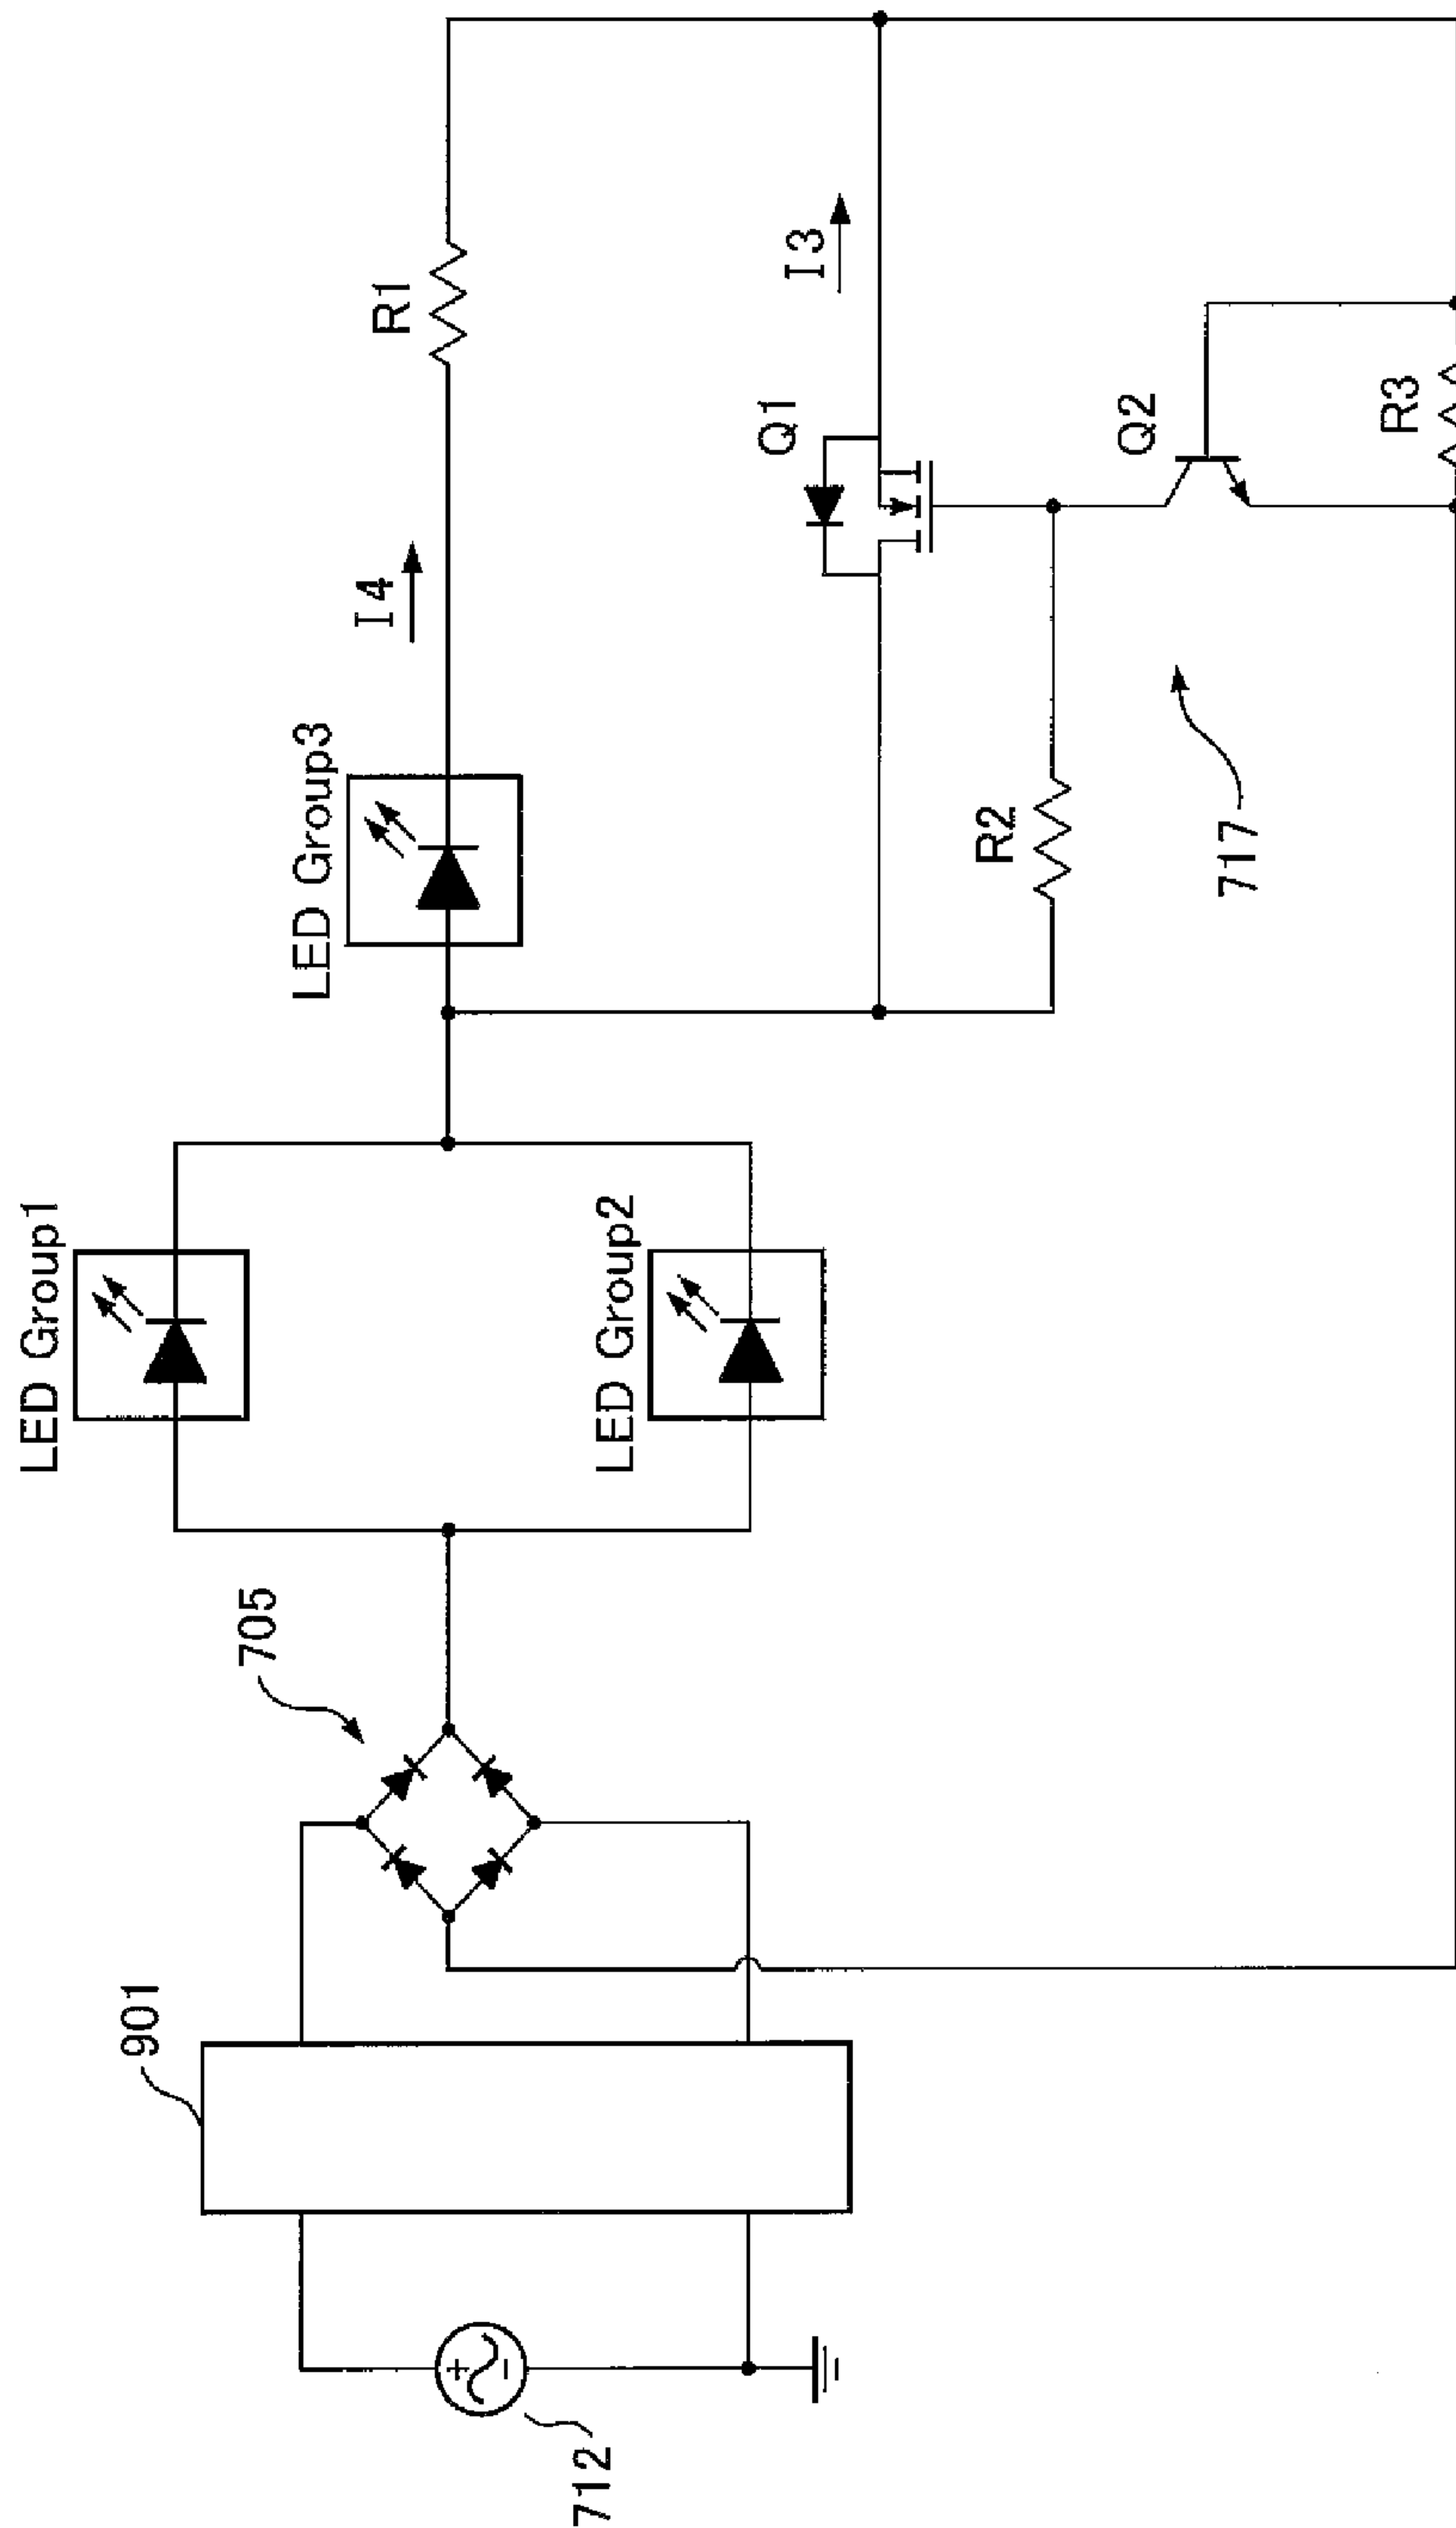 712
901
705
LED Group1
LED Group2
LED Group3
I4
R1
Q1
I3
R2
717
Q2
R3